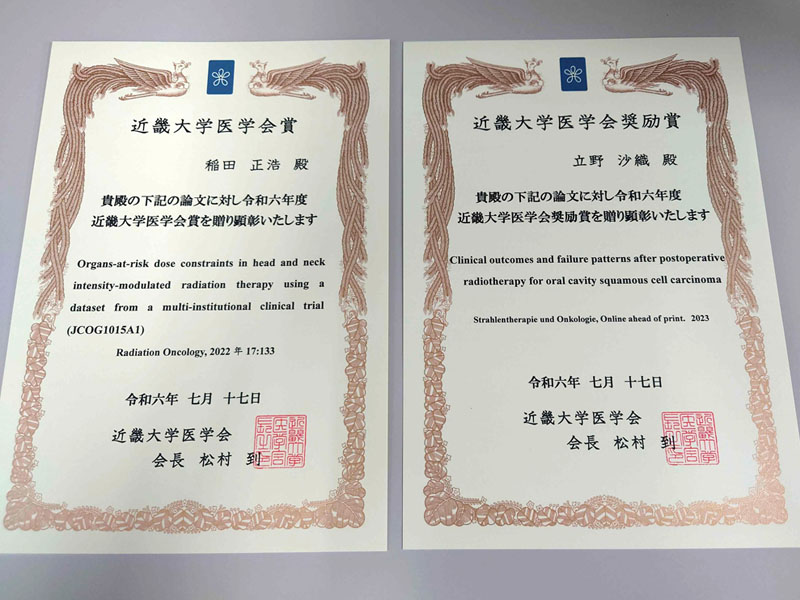 近畿大学医学会賞
稲田 正浩 殿
貴殿の下記の論文に対し令和六年度
近畿大学医学会賞を贈り顕彰いたします
Organs-at-risk dose constraints in head and neck
intensity-modulated radiation therapy using a
dataset from a multi-institutional clinical trial
(JCOG1015A1)
Radiation Oncology, 2022 年 17:133
令和六年 七月 十七日
近畿大学医学会
会長 松村 到
近畿大学医学会奨励賞
立野 沙織 殿
貴殿の下記の論文に対し令和六年度
近畿大学医学会奨励賞を贈り顕彰いたします
Clinical outcomes and failure patterns after postoperative
radiotherapy for oral cavity squamous cell carcinoma
Strahlentherapie und Onkologie, Online ahead of print. 2023
令和六年 七月 十七日
近畿大学医学会
会長 松村 到